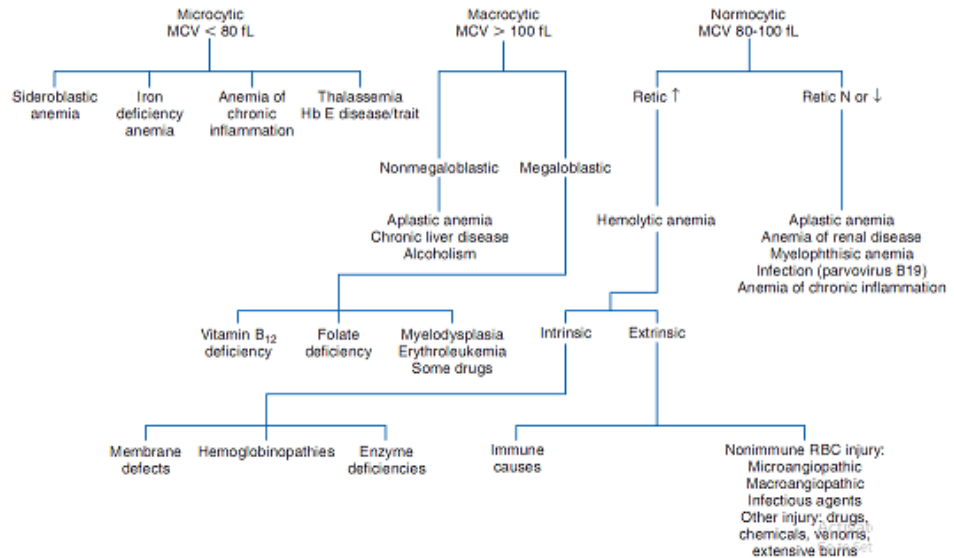 Microcytic
MCV < 80 fL
Macrocytic
MCV > 100 fL
Normocytic
MCV 80-100 fL
Sideroblastic
anemia
Iron
deficiency
anemia
Anemia of
chronic
inflammation
Thalassemia
Hb E disease/trait
Retic ↑
Retic N or ↓
Nonmegaloblastic
Megaloblastic
Aplastic anemia
Chronic liver disease
Alcoholism
Hemolytic anemia
Aplastic anemia
Anemia of renal disease
Myelophthisic anemia
Infection (parvovirus B19)
Anemia of chronic inflammation
Vitamin B12
deficiency
Folate
deficiency
Myelodysplasia
Erythroleukemia
Some drugs
Intrinsic
Extrinsic
Membrane
defects
Hemoglobinopathies
Enzyme
deficiencies
Immune
causes
Nonimmune RBC injury:
Microangiopathic
Macroangiopathic
Infectious agents
Other injury: drugs,
chemicals, venoms,
extensive burns